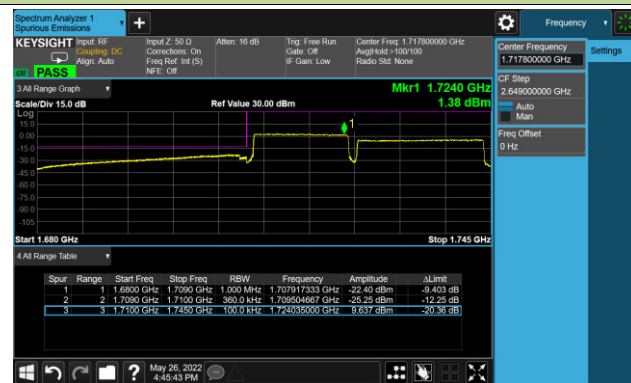 Spectrum Analyzer 1
Spurious Emissions
Frequency
KEYSIGHT Input: RF
Coupling: DC
Align: Auto
Input Z: 50 Ω
Corrections: On
Freq Ref: Int (S)
NFE: Off
Atten: 16 dB
Trig: Free Run
Gate: Off
IF Gain: Low
Center Freq: 1.717800000 GHz
Avg|Hold:>100/100
Radio Std: None
LXI PASS
Center Frequency
1.717800000 GHz
Settings
CF Step
2.649000000 GHz
Auto
Man
Freq Offset
0 Hz
3 All Range Graph
Mkr1 1.7240 GHz
Scale/Div 15.0 dB
Ref Value 30.00 dBm
1.38 dBm
Log
15.0
0.00
-15.0
-30.0
-45.0
-60.0
-75.0
-90.0
-105
1
Start 1.680 GHz
Stop 1.745 GHz
4 All Range Table
Spur Range Start Freq Stop Freq RBW Frequency Amplitude ΔLimit
1 1 1.6800 GHz 1.7090 GHz 1.000 MHz 1.707917333 GHz -22.40 dBm -9.403 dB
2 2 1.7090 GHz 1.7100 GHz 360.0 kHz 1.709504667 GHz -25.25 dBm -12.25 dB
3 3 1.7100 GHz 1.7450 GHz 100.0 kHz 1.724035000 GHz 9.637 dBm -20.36 dB
May 26, 2022
4:45:43 PM